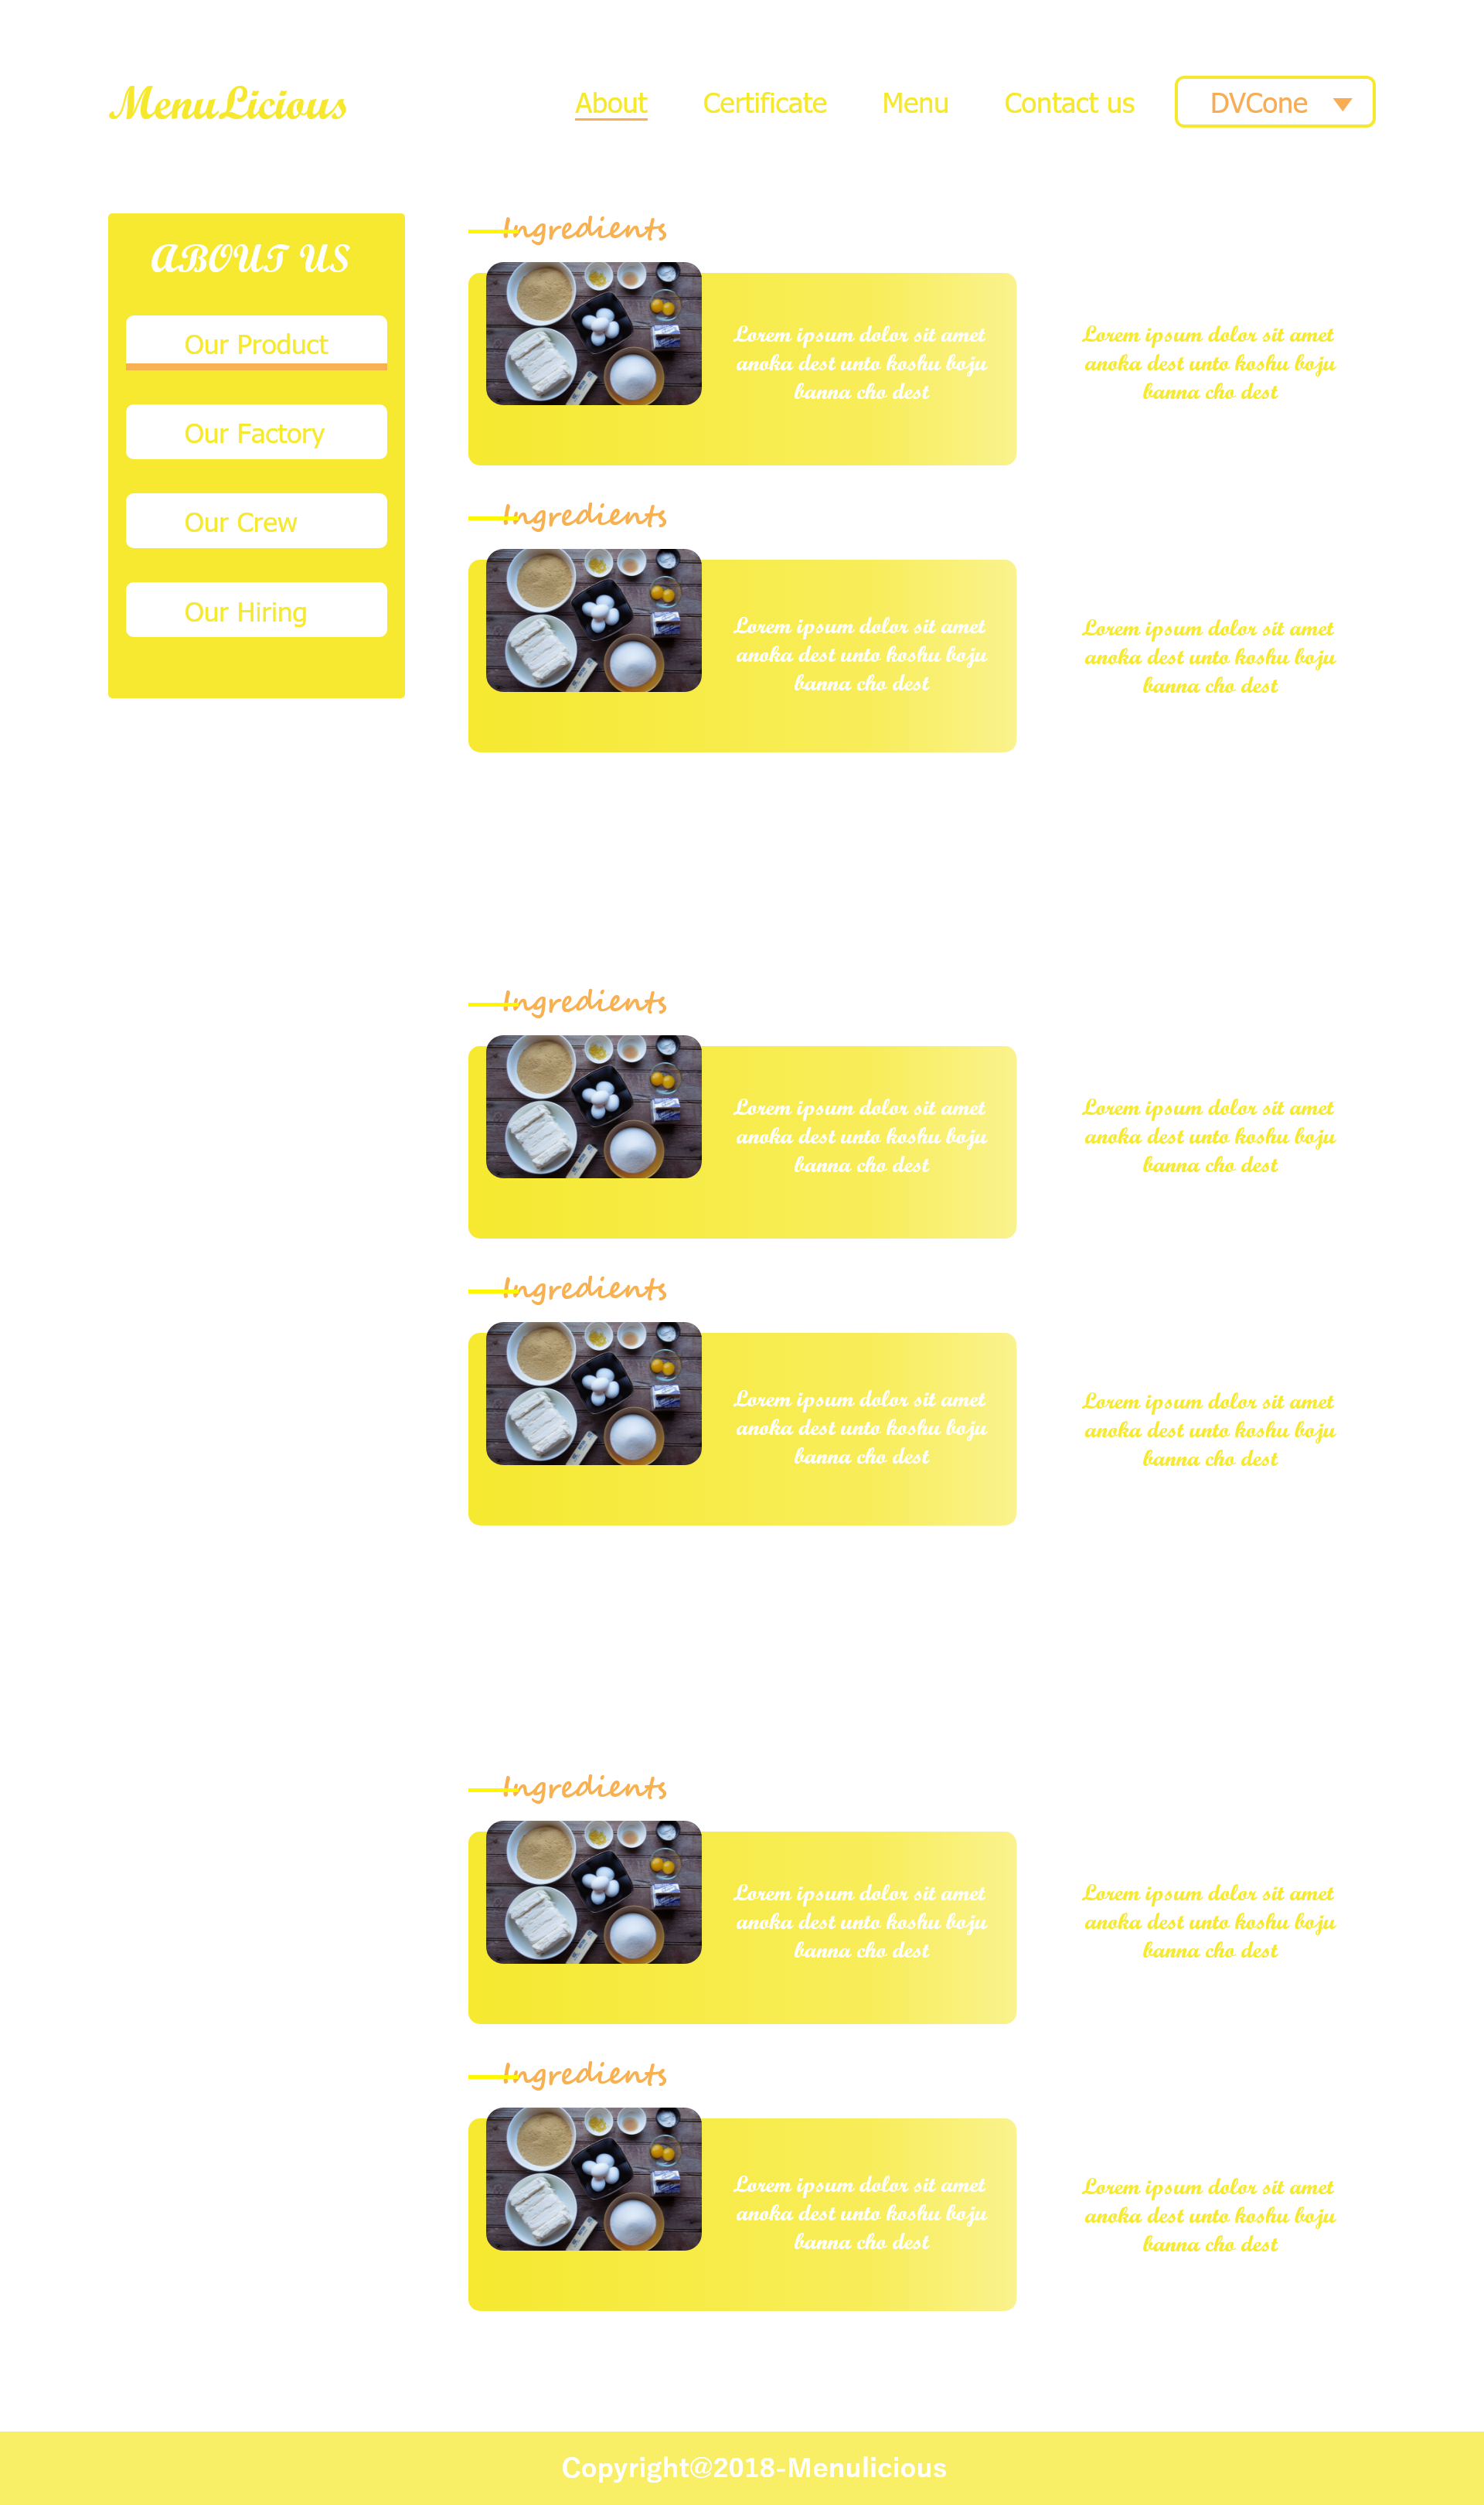 MenuLicious
About Certificate Menu Contact us DVCone
ABOUT US
Our Product
Our Factory
Our Crew
Our Hiring
Ingredients
Lorem ipsum dolor sit amet
anoka dest unto koshu boju
banna cho dest
Lorem ipsum dolor sit amet
anoka dest unto koshu boju
banna cho dest
Ingredients
Lorem ipsum dolor sit amet
anoka dest unto koshu boju
banna cho dest
Lorem ipsum dolor sit amet
anoka dest unto koshu boju
banna cho dest
Ingredients
Lorem ipsum dolor sit amet
anoka dest unto koshu boju
banna cho dest
Lorem ipsum dolor sit amet
anoka dest unto koshu boju
banna cho dest
Ingredients
Lorem ipsum dolor sit amet
anoka dest unto koshu boju
banna cho dest
Lorem ipsum dolor sit amet
anoka dest unto koshu boju
banna cho dest
Ingredients
Lorem ipsum dolor sit amet
anoka dest unto koshu boju
banna cho dest
Lorem ipsum dolor sit amet
anoka dest unto koshu boju
banna cho dest
Ingredients
Lorem ipsum dolor sit amet
anoka dest unto koshu boju
banna cho dest
Lorem ipsum dolor sit amet
anoka dest unto koshu boju
banna cho dest
Copyright@2018-Menulicious